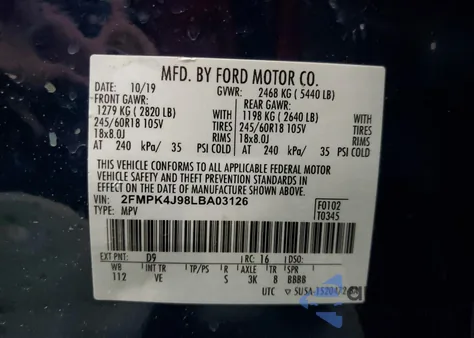 MFD. BY FORD MOTOR CO.
DATE: 10/19 GVWR: 2468 KG ( 5440 LB)
FRONT GAWR: REAR GAWR:
1279 KG ( 2820 LB) WITH 1198 KG ( 2640 LB) WITH
245/60R18 105V TIRES 245/60R18 105V TIRES
18x8.0J RIMS 18x8.0J RIMS
AT 240 kPa/ 35 PSI COLD AT 240 kPa/ 35 PSI COLD
THIS VEHICLE CONFORMS TO ALL APPLICABLE FEDERAL MOTOR
VEHICLE SAFETY AND THEFT PREVENTION STANDARDS IN
EFFECT ON THE DATE OF MANUFACTURE SHOWN ABOVE.
VIN: 2FMPK4J98LBA03126 F0102
TYPE: MPV T0345
EXT PNT: D9 RC: 16 DSO:
WB INT TR TP/PS R AXLE TR SPR
112 VE S 3K 8 BBBB
UTC ▽ SUSA-